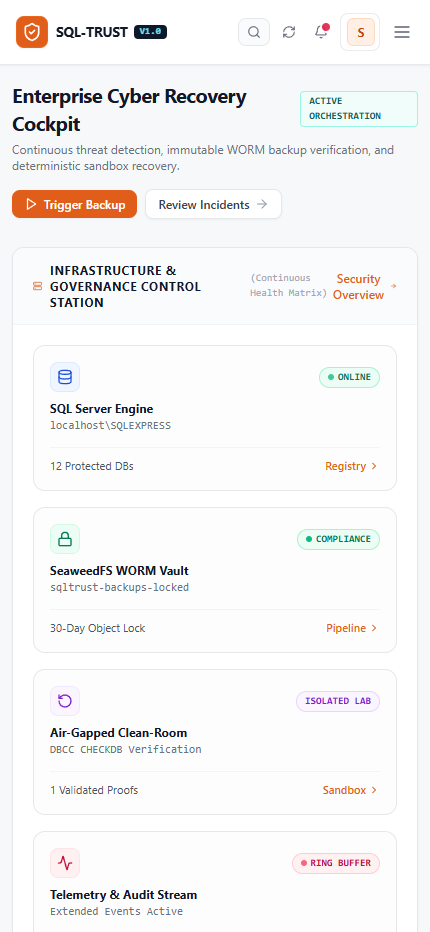 SQL-TRUST V1.0
S
Enterprise Cyber Recovery
Cockpit
ACTIVE
ORCHESTRATION
Continuous threat detection, immutable WORM backup verification, and
deterministic sandbox recovery.
Trigger Backup
Review Incidents
INFRASTRUCTURE &
GOVERNANCE CONTROL
STATION
(Continuous
Health Matrix)
Security
Overview
ONLINE
SQL Server Engine
localhost\SQLEXPRESS
12 Protected DBs
Registry
COMPLIANCE
SeaweedFS WORM Vault
sqltrust-backups-locked
30-Day Object Lock
Pipeline
ISOLATED LAB
Air-Gapped Clean-Room
DBCC CHECKDB Verification
1 Validated Proofs
Sandbox
RING BUFFER
Telemetry & Audit Stream
Extended Events Active